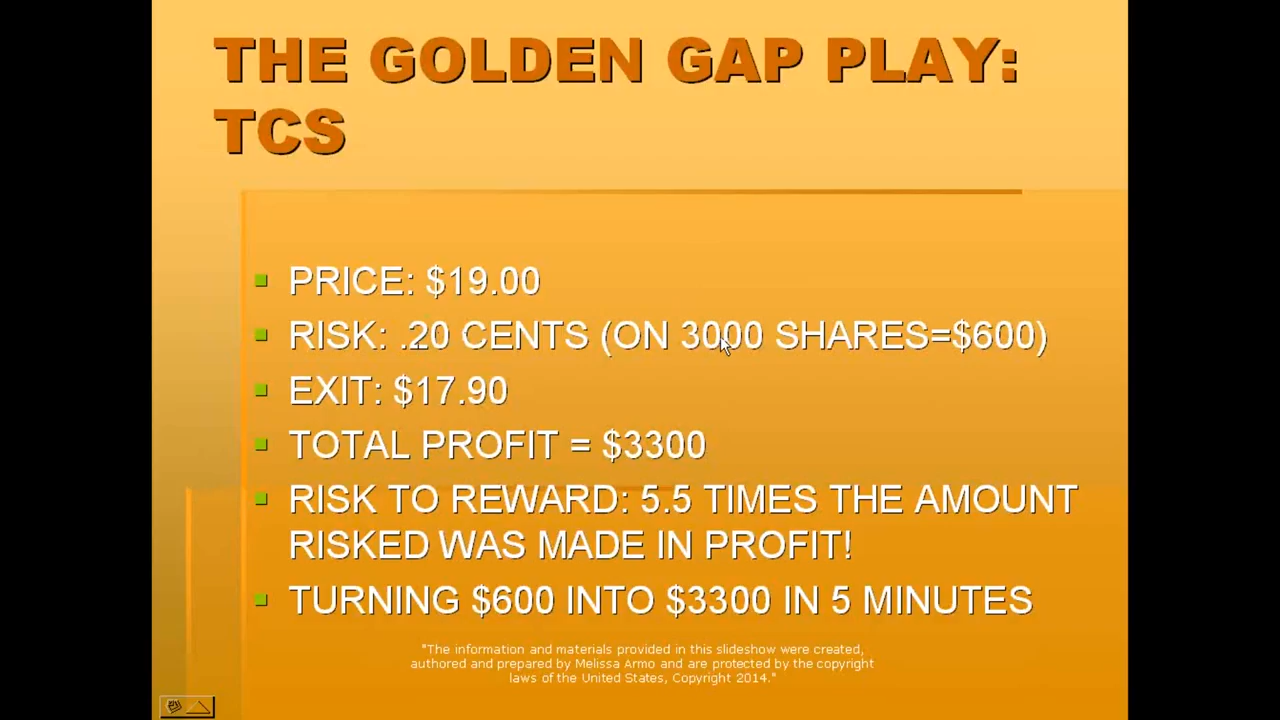 THE GOLDEN GAP PLAY:
TCS
PRICE: $19.00
RISK: .20 CENTS (ON 3000 SHARES=$600)
EXIT: $17.90
TOTAL PROFIT = $3300
RISK TO REWARD: 5.5 TIMES THE AMOUNT
RISKED WAS MADE IN PROFIT!
TURNING $600 INTO $3300 IN 5 MINUTES
"The information and materials provided in this slideshow were created,
authored and prepared by Melissa Armo and are protected by the copyright
laws of the United States, Copyright 2014."